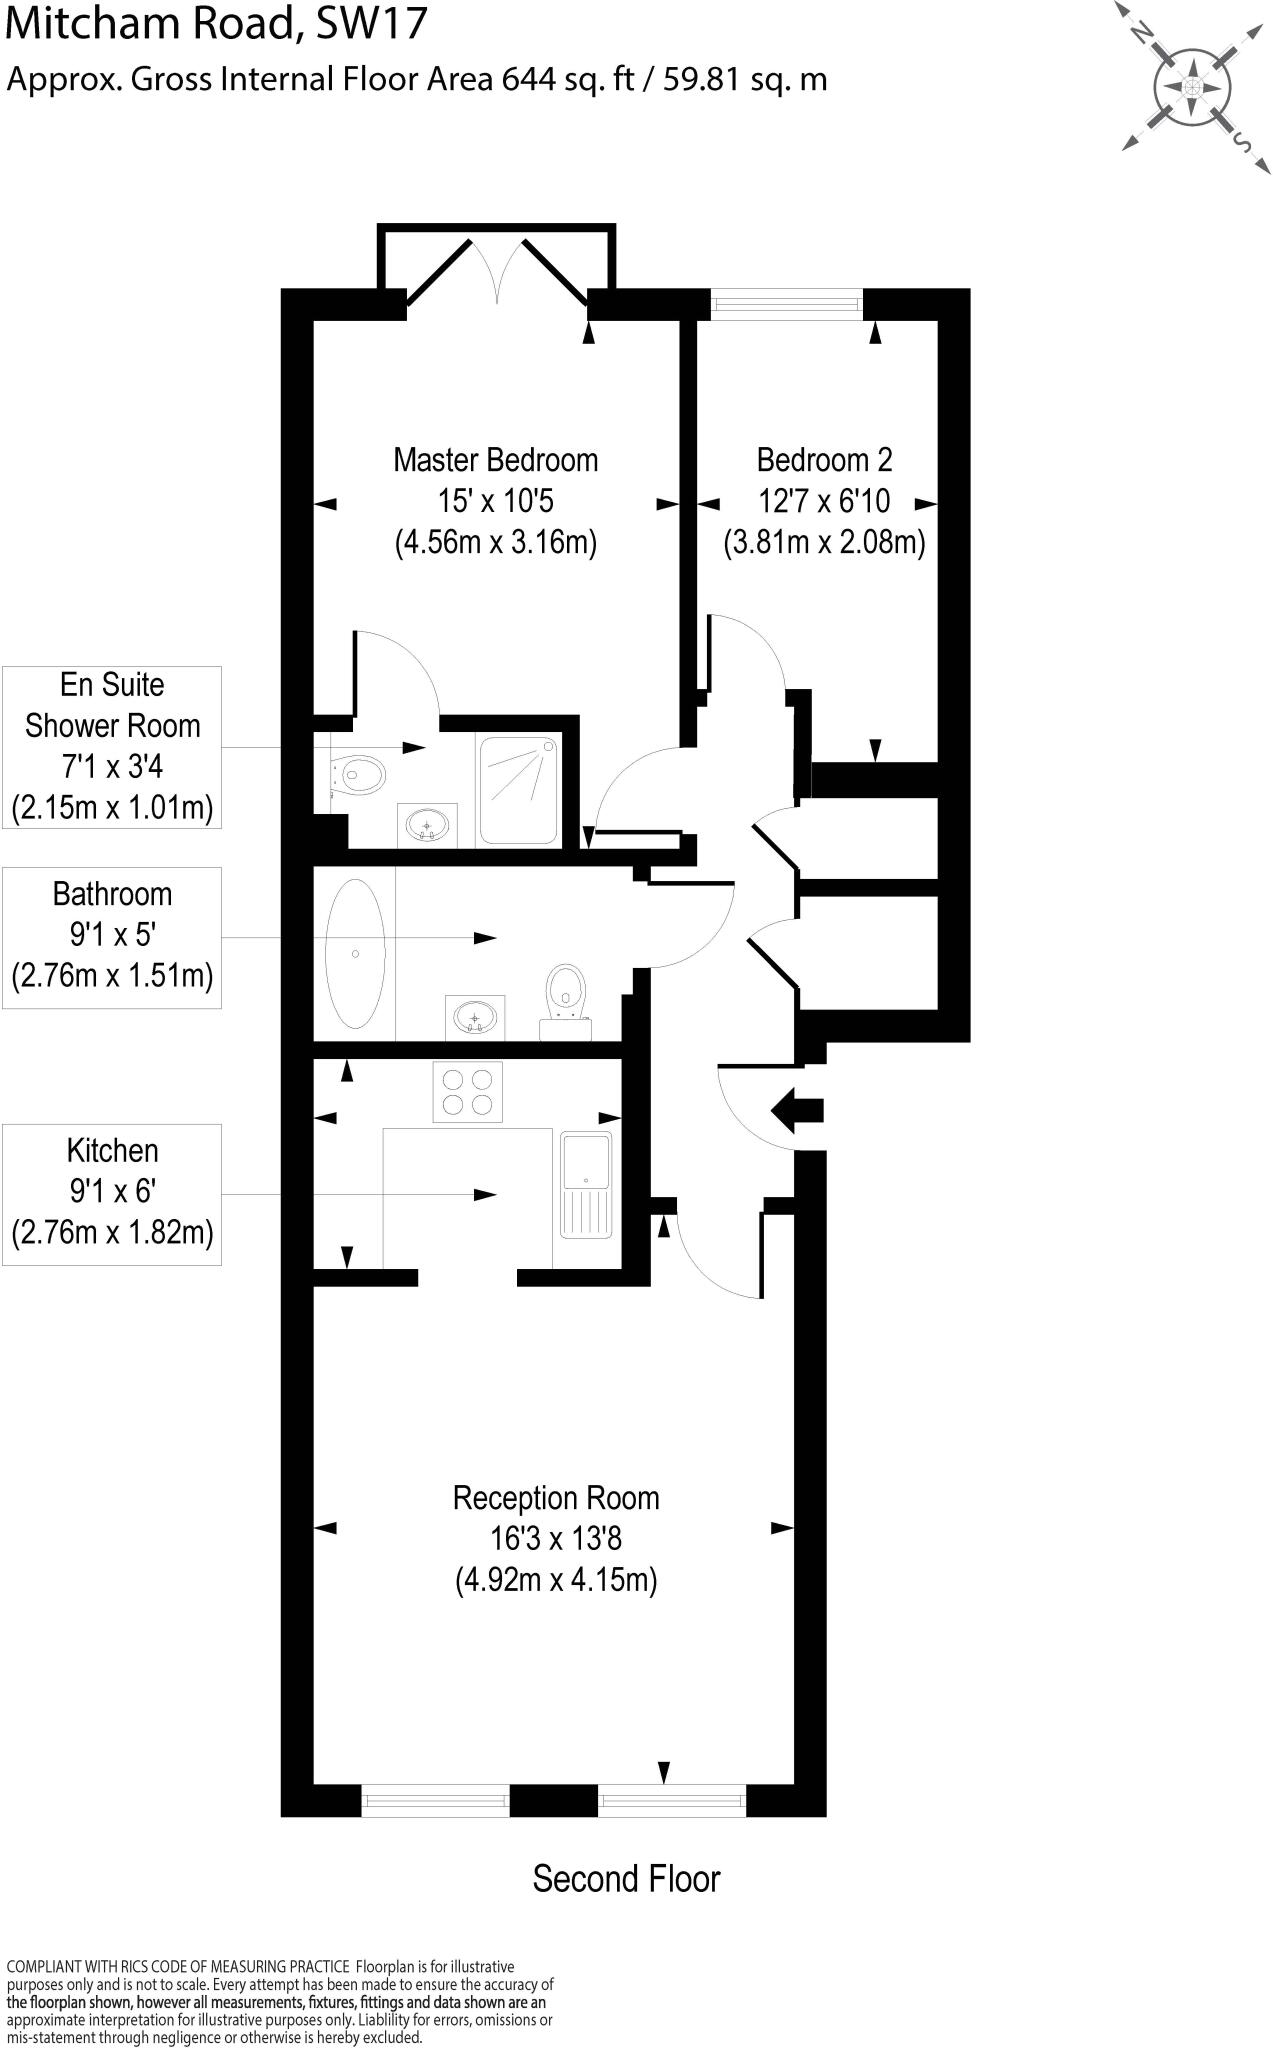 Mitcham Road, SW17
Approx. Gross Internal Floor Area 644 sq. ft / 59.81 sq. m
N
S
Master Bedroom
15' x 10'5
(4.56m x 3.16m)
Bedroom 2
12'7 x 6'10
(3.81m x 2.08m)
En Suite
Shower Room
7'1 x 3'4
(2.15m x 1.01m)
Bathroom
9'1 x 5'
(2.76m x 1.51m)
Kitchen
9'1 x 6'
(2.76m x 1.82m)
Reception Room
16'3 x 13'8
(4.92m x 4.15m)
Second Floor
COMPLIANT WITH RICS CODE OF MEASURING PRACTICE Floorplan is for illustrative
purposes only and is not to scale. Every attempt has been made to ensure the accuracy of
the floorplan shown, however all measurements, fixtures, fittings and data shown are an
approximate interpretation for illustrative purposes only. Liablility for errors, omissions or
mis-statement through negligence or otherwise is hereby excluded.